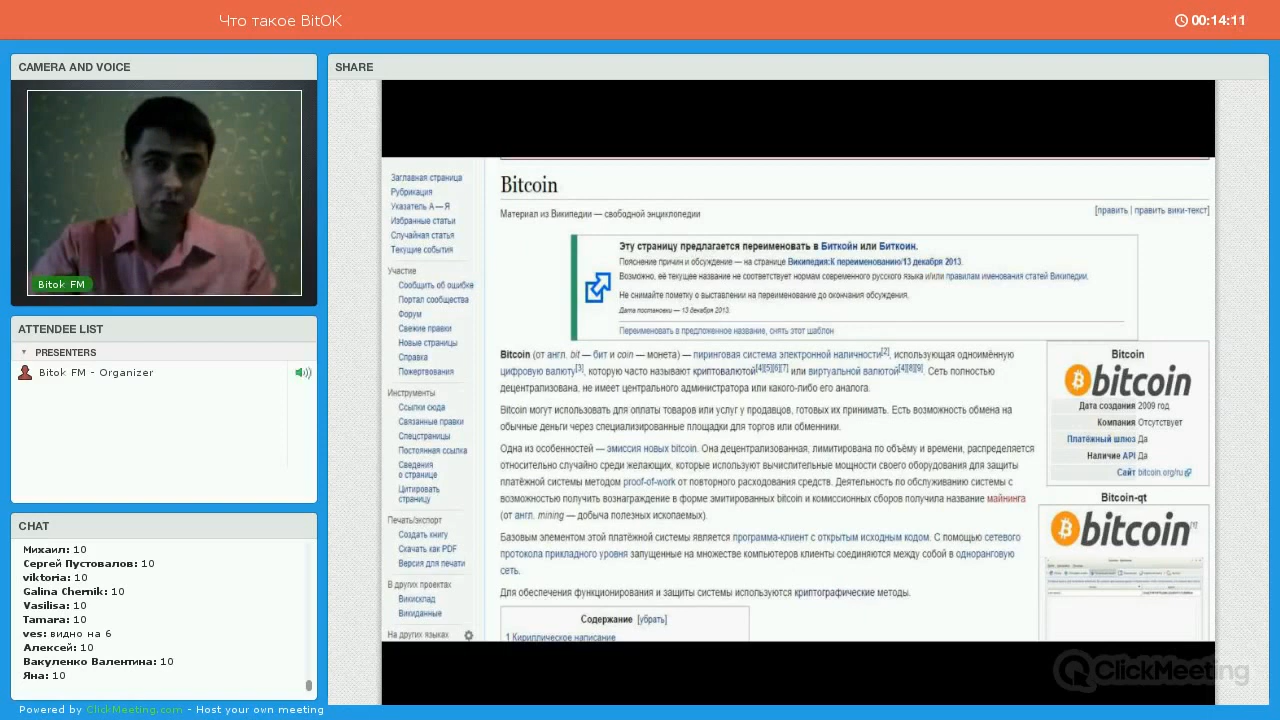 Что такое BitOK
00:14:11
CAMERA AND VOICE
Bitok FM
ATTENDEE LIST
PRESENTERS
Bitok FM - Organizer
CHAT
Михаил: 10
Сергей Пустовалов: 10
viktoria: 10
Galina Chernik: 10
Vasilisa: 10
Tamara: 10
ves: видно на 6
Алексей: 10
Вакуленко Валентина: 10
Яна: 10
Powered by ClickMeeting.com - Host your own meeting
SHARE
Заглавная страница
Рубрикация
Указатель А — Я
Избранные статьи
Случайная статья
Текущие события
Участие
Сообщить об ошибке
Портал сообщества
Форум
Свежие правки
Новые страницы
Справка
Пожертвования
Инструменты
Ссылки сюда
Связанные правки
Спецстраницы
Постоянная ссылка
Сведения
о странице
Цитировать
страницу
Печать/экспорт
Создать книгу
Скачать как PDF
Версия для печати
В других проектах
Викисклад
Викиданные
На других языках
Bitcoin
Материал из Википедии — свободной энциклопедии
[править | править вики-текст]
Эту страницу предлагается переименовать в Биткойн или Биткоин.
Пояснение причин и обсуждение — на странице Википедия:К переименованию/13 декабря 2013.
Возможно, её текущее название не соответствует нормам современного русского языка и/или правилам именования статей Википедии.
Не снимайте пометку о выставлении на переименование до окончания обсуждения.
Дата постановки — 13 декабря 2013.
Переименовать в предложенное название, снять этот шаблон
Bitcoin (от англ. bit — бит и coin — монета) — пиринговая система электронной наличности[2], использующая одноимённую
цифровую валюту[3], которую часто называют криптовалютой[4][5][6][7] или виртуальной валютой[4][8][9]. Сеть полностью
децентрализована, не имеет центрального администратора или какого-либо его аналога.
Bitcoin могут использовать для оплаты товаров или услуг у продавцов, готовых их принимать. Есть возможность обмена на
обычные деньги через специализированные площадки для торгов или обменники.
Одна из особенностей — эмиссия новых bitcoin. Она децентрализованная, лимитирована по объёму и времени, распределяется
относительно случайно среди желающих, которые используют вычислительные мощности своего оборудования для защиты
платёжной системы методом proof-of-work от повторного расходования средств. Деятельность по обслуживанию системы с
возможностью получить вознаграждение в форме эмитированных bitcoin и комиссионных сборов получила название майнинга
(от англ. mining — добыча полезных ископаемых).
Базовым элементом этой платёжной системы является программа-клиент с открытым исходным кодом. С помощью сетевого
протокола прикладного уровня запущенные на множестве компьютеров клиенты соединяются между собой в одноранговую
сеть.
Для обеспечения функционирования и защиты системы используются криптографические методы.
Содержание [убрать]
1 Кириллическое написание
Bitcoin
bitcoin
Дата создания 2009 год
Компания Отсутствует
Платёжный шлюз Да
Наличие API Да
Сайт bitcoin.org/ru
Bitcoin-qt
bitcoin
ClickMeeting